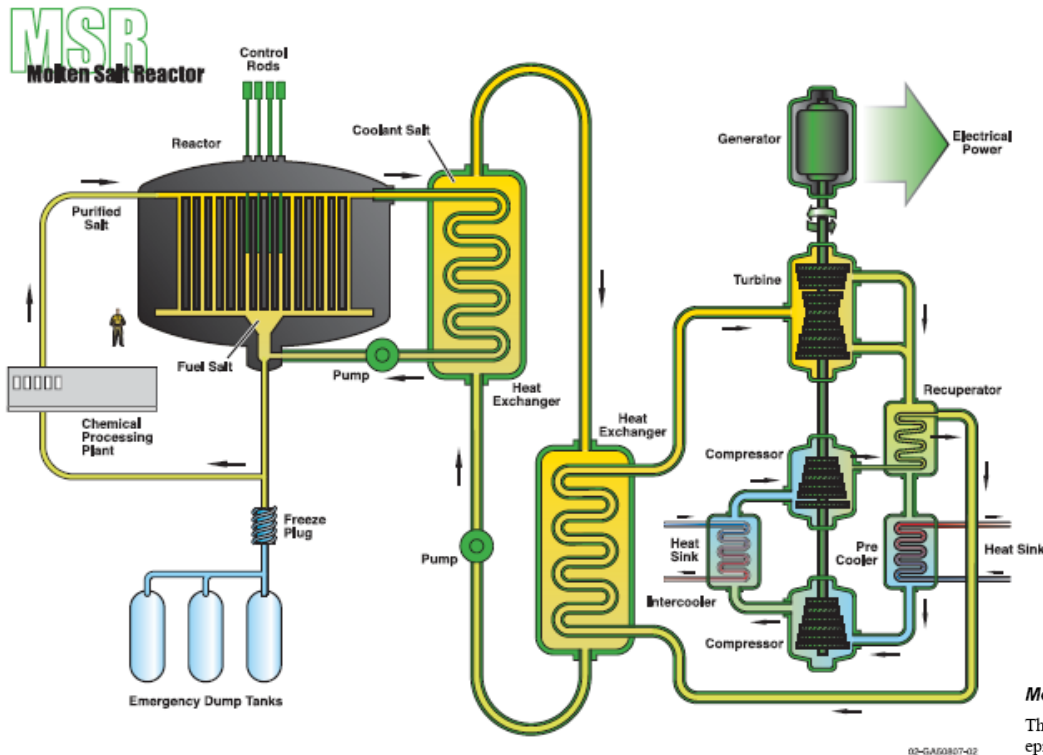 MSR
Molten Salt Reactor
Control
Rods
Reactor
Coolant Salt
Generator
Electrical
Power
Purified
Salt
Turbine
Fuel Salt
Pump
Heat
Exchanger
Recuperator
Chemical
Processing
Plant
Heat
Exchanger
Compressor
Freeze
Plug
Pump
Heat
Sink
Pre
Cooler
Heat Sink
Intercooler
Compressor
Emergency Dump Tanks
02-GA50807-02